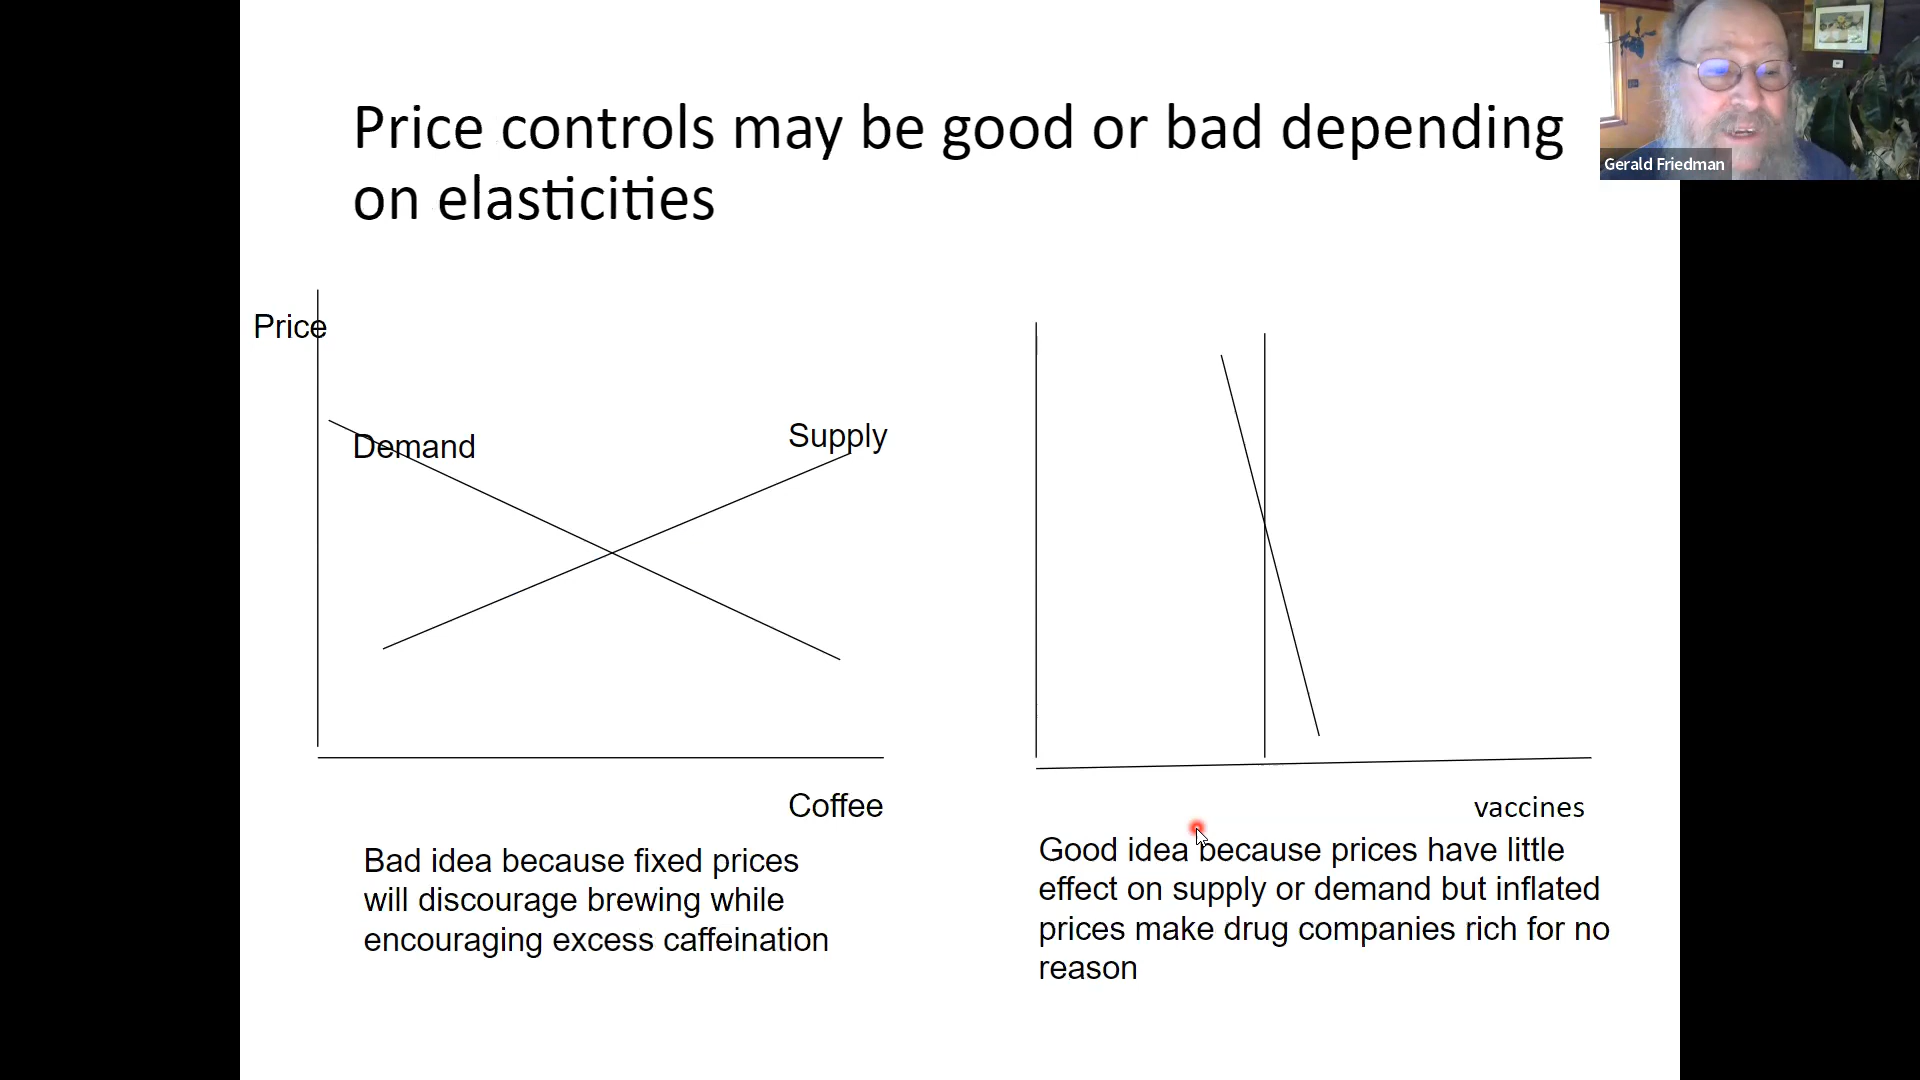 Price controls may be good or bad depending
on elasticities
Gerald Friedman
Price
Demand
Supply
Coffee
Bad idea because fixed prices
will discourage brewing while
encouraging excess caffeination
vaccines
Good idea because prices have little
effect on supply or demand but inflated
prices make drug companies rich for no
reason